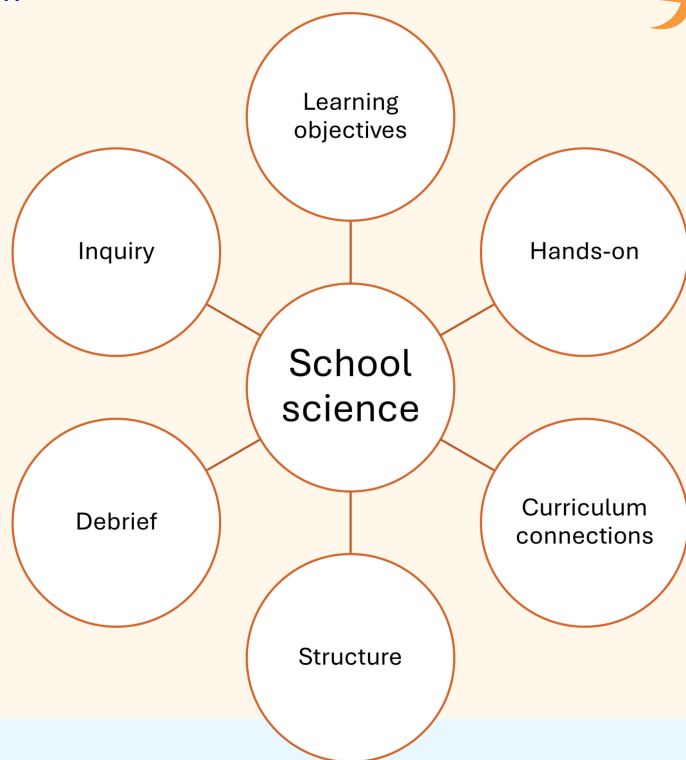 Learning
objectives
Hands-on
Curriculum
connections
Structure
Debrief
Inquiry
School
science